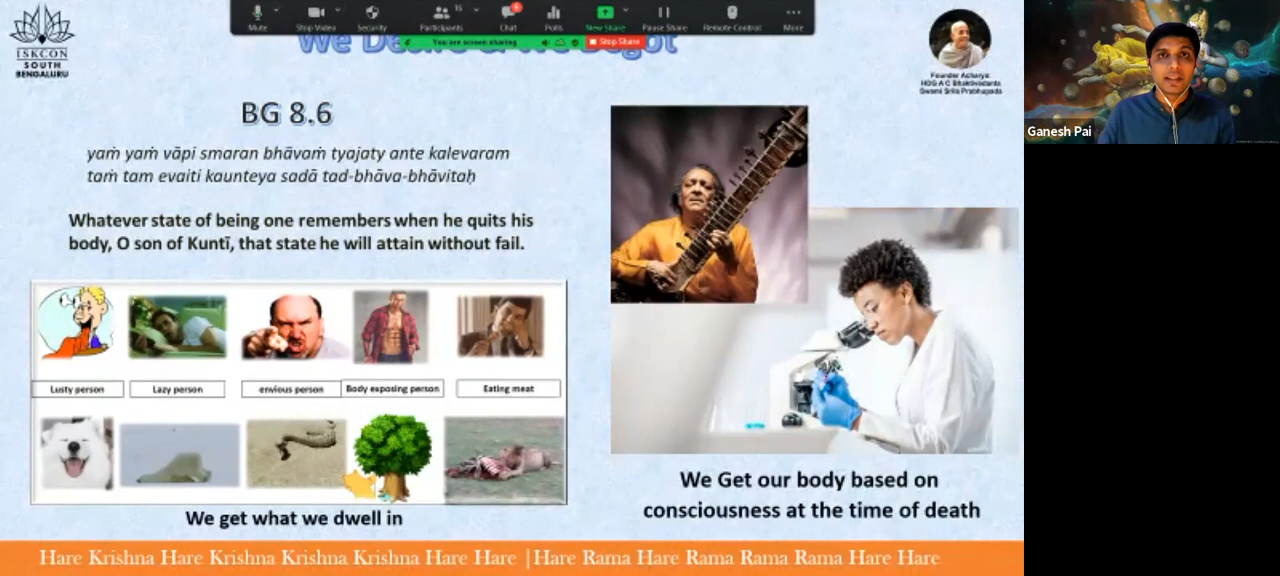 Mute
Stop Video
Security
Participants
16
Chat
8
Polls
New Share
Pause Share
Remote Control
More
You are screen sharing
Stop Share
ISKCON
SOUTH
BENGALURU
We
Founder Acharya:
HDG A C Bhaktivedanta
Swami Srila Prabhupada
Ganesh Pai
BG 8.6
yaṁ yaṁ vāpi smaran bhāvaṁ tyajaty ante kalevaram
taṁ tam evaiti kaunteya sadā tad-bhāva-bhāvitaḥ
Whatever state of being one remembers when he quits his
body, O son of Kuntī, that state he will attain without fail.
Lusty person
Lazy person
envious person
Body exposing person
Eating meat
We get what we dwell in
We Get our body based on
consciousness at the time of death
Hare Krishna Hare Krishna Krishna Krishna Hare Hare |Hare Rama Hare Rama Rama Rama Hare Hare